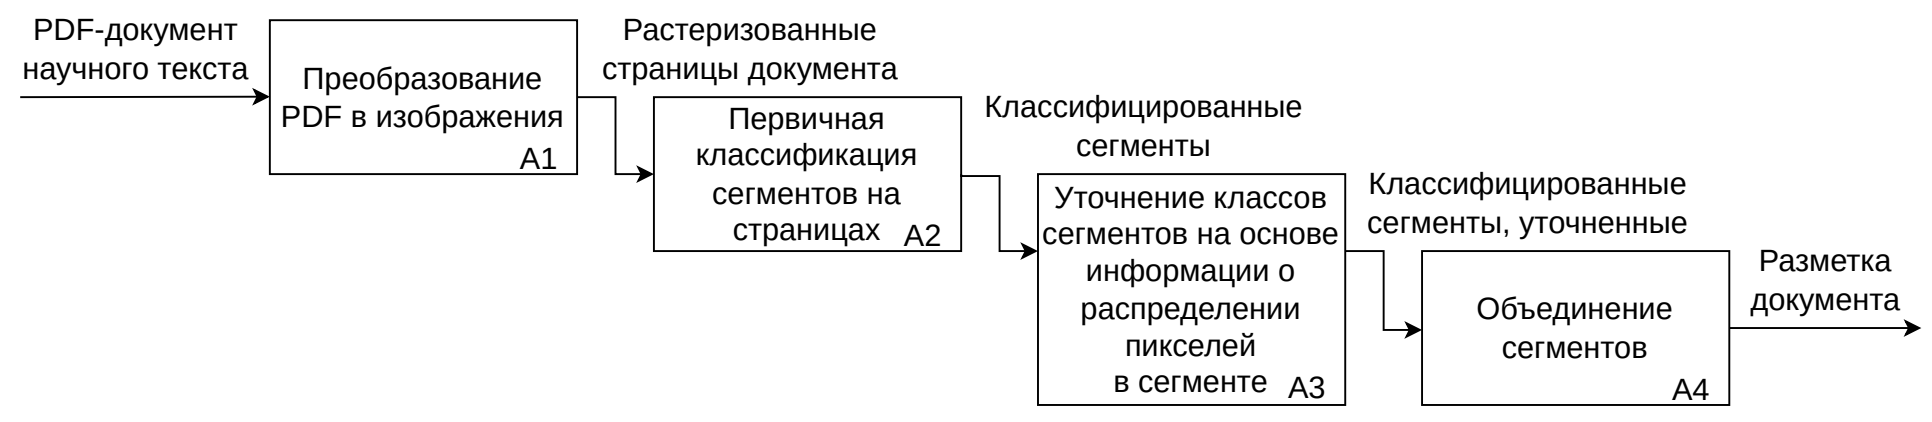 PDF-документ
научного текста
Преобразование
PDF в изображения
A1
Растеризованные
страницы документа
Первичная
классификация
сегментов на
страницах
A2
Классифицированные
сегменты
Уточнение классов
сегментов на основе
информации о
распределении
пикселей
в сегменте
A3
Классифицированные
сегменты, уточненные
Объединение
сегментов
A4
Разметка
документа